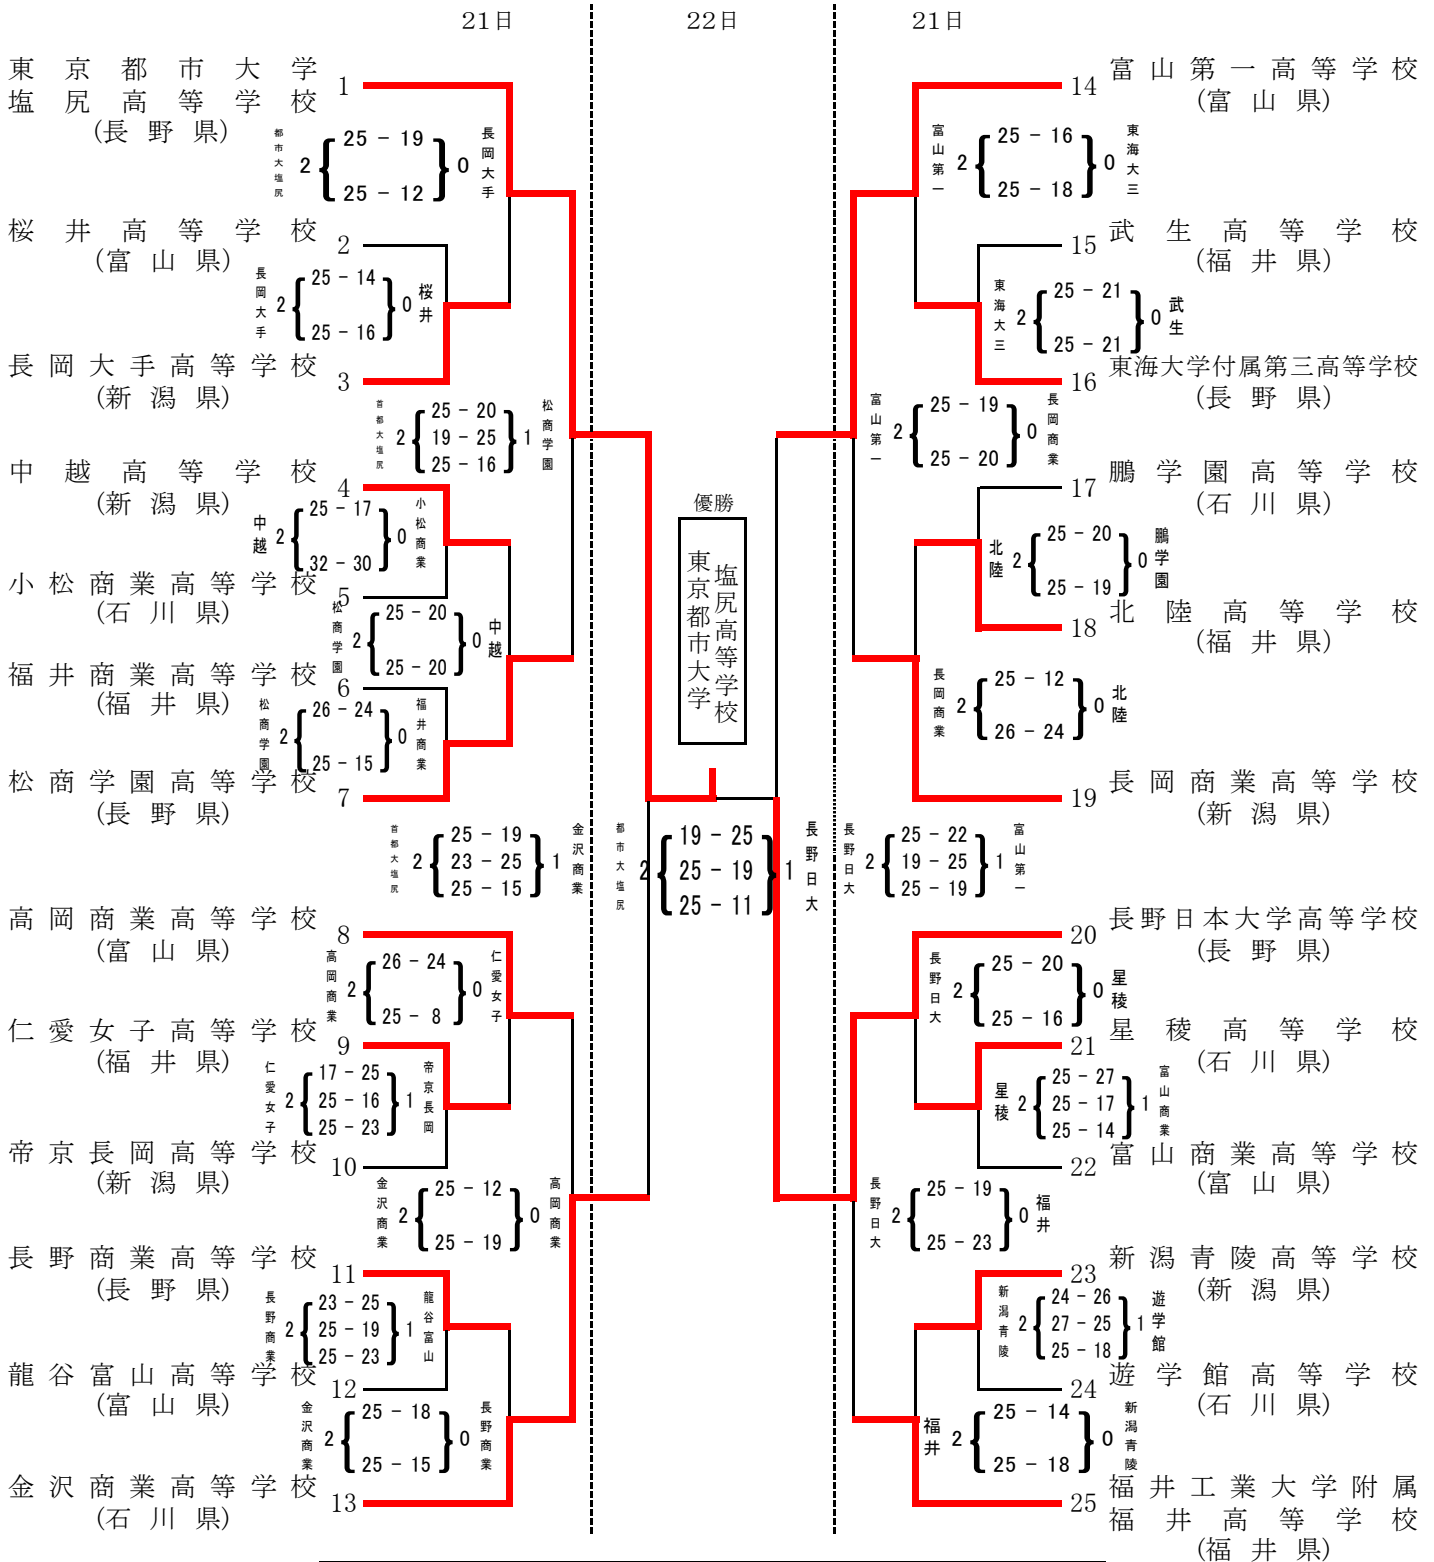 21日
22日
21日
東京都市大学
塩尻高等学校
(長野県)
1
都市大塩尻
2
25 - 19
25 - 12
0
長岡大手
桜井高等学校
(富山県)
2
長岡大手
2
25 - 14
25 - 16
0
桜井
長岡大手高等学校
(新潟県)
3
首都大塩尻
2
25 - 20
19 - 25
25 - 16
1
松商学園
中越高等学校
(新潟県)
4
中越
2
25 - 17
32 - 30
0
小松商業
小松商業高等学校
(石川県)
5
松商学園
2
25 - 20
25 - 20
0
中越
福井商業高等学校
(福井県)
6
松商学園
2
26 - 24
25 - 15
0
福井商業
松商学園高等学校
(長野県)
7
首都大塩尻
2
25 - 19
23 - 25
25 - 15
1
金沢商業
高岡商業高等学校
(富山県)
8
高岡商業
2
26 - 24
25 - 8
0
仁愛女子
仁愛女子高等学校
(福井県)
9
仁愛女子
2
17 - 25
25 - 16
25 - 23
1
帝京長岡
帝京長岡高等学校
(新潟県)
10
金沢商業
2
25 - 12
25 - 19
0
高岡商業
長野商業高等学校
(長野県)
11
長野商業
2
23 - 25
25 - 19
25 - 23
1
龍谷富山
龍谷富山高等学校
(富山県)
12
金沢商業
2
25 - 18
25 - 15
0
長野商業
金沢商業高等学校
(石川県)
13
優勝
東京都市大学
塩尻高等学校
都市大塩尻
2
19 - 25
25 - 19
25 - 11
1
長野日大
14
富山第一高等学校
(富山県)
富山第一
2
25 - 16
25 - 18
0
東海大三
15
武生高等学校
(福井県)
東海大三
2
25 - 21
25 - 21
0
武生
16
東海大学付属第三高等学校
(長野県)
富山第一
2
25 - 19
25 - 20
0
長岡商業
17
鵬学園高等学校
(石川県)
北陸
2
25 - 20
25 - 19
0
鵬学園
18
北陸高等学校
(福井県)
長岡商業
2
25 - 12
26 - 24
0
北陸
19
長岡商業高等学校
(新潟県)
長野日大
2
25 - 22
19 - 25
25 - 19
1
富山第一
20
長野日本大学高等学校
(長野県)
長野日大
2
25 - 20
25 - 16
0
星稜
21
星稜高等学校
(石川県)
星稜
2
25 - 27
25 - 17
25 - 14
1
富山商業
22
富山商業高等学校
(富山県)
長野日大
2
25 - 19
25 - 23
0
福井
23
新潟青陵高等学校
(新潟県)
新潟青陵
2
24 - 26
27 - 25
25 - 18
1
遊学館
24
遊学館高等学校
(石川県)
福井
2
25 - 14
25 - 18
0
新潟青陵
25
福井工業大学附属
福井高等学校
(福井県)